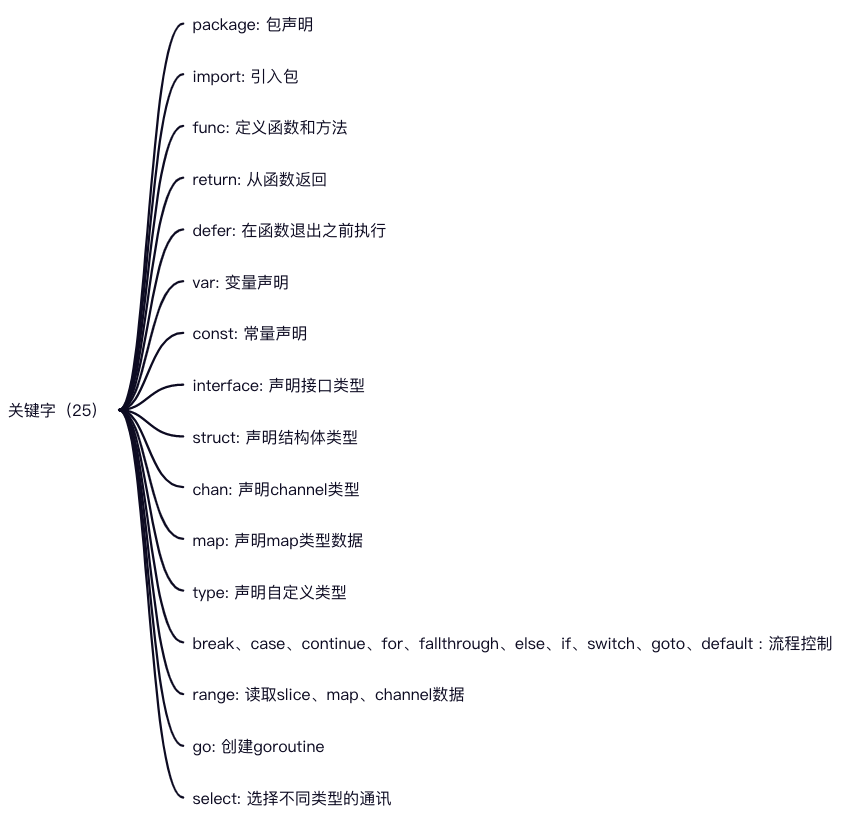 package: 包声明
import: 引入包
func: 定义函数和方法
return: 从函数返回
defer: 在函数退出之前执行
var: 变量声明
const: 常量声明
interface: 声明接口类型
关键字（25）
struct: 声明结构体类型
chan: 声明channel类型
map: 声明map类型数据
type: 声明自定义类型
break、case、continue、for、fallthrough、else、if、switch、goto、default : 流程控制
range: 读取slice、map、channel数据
go: 创建goroutine
select: 选择不同类型的通讯